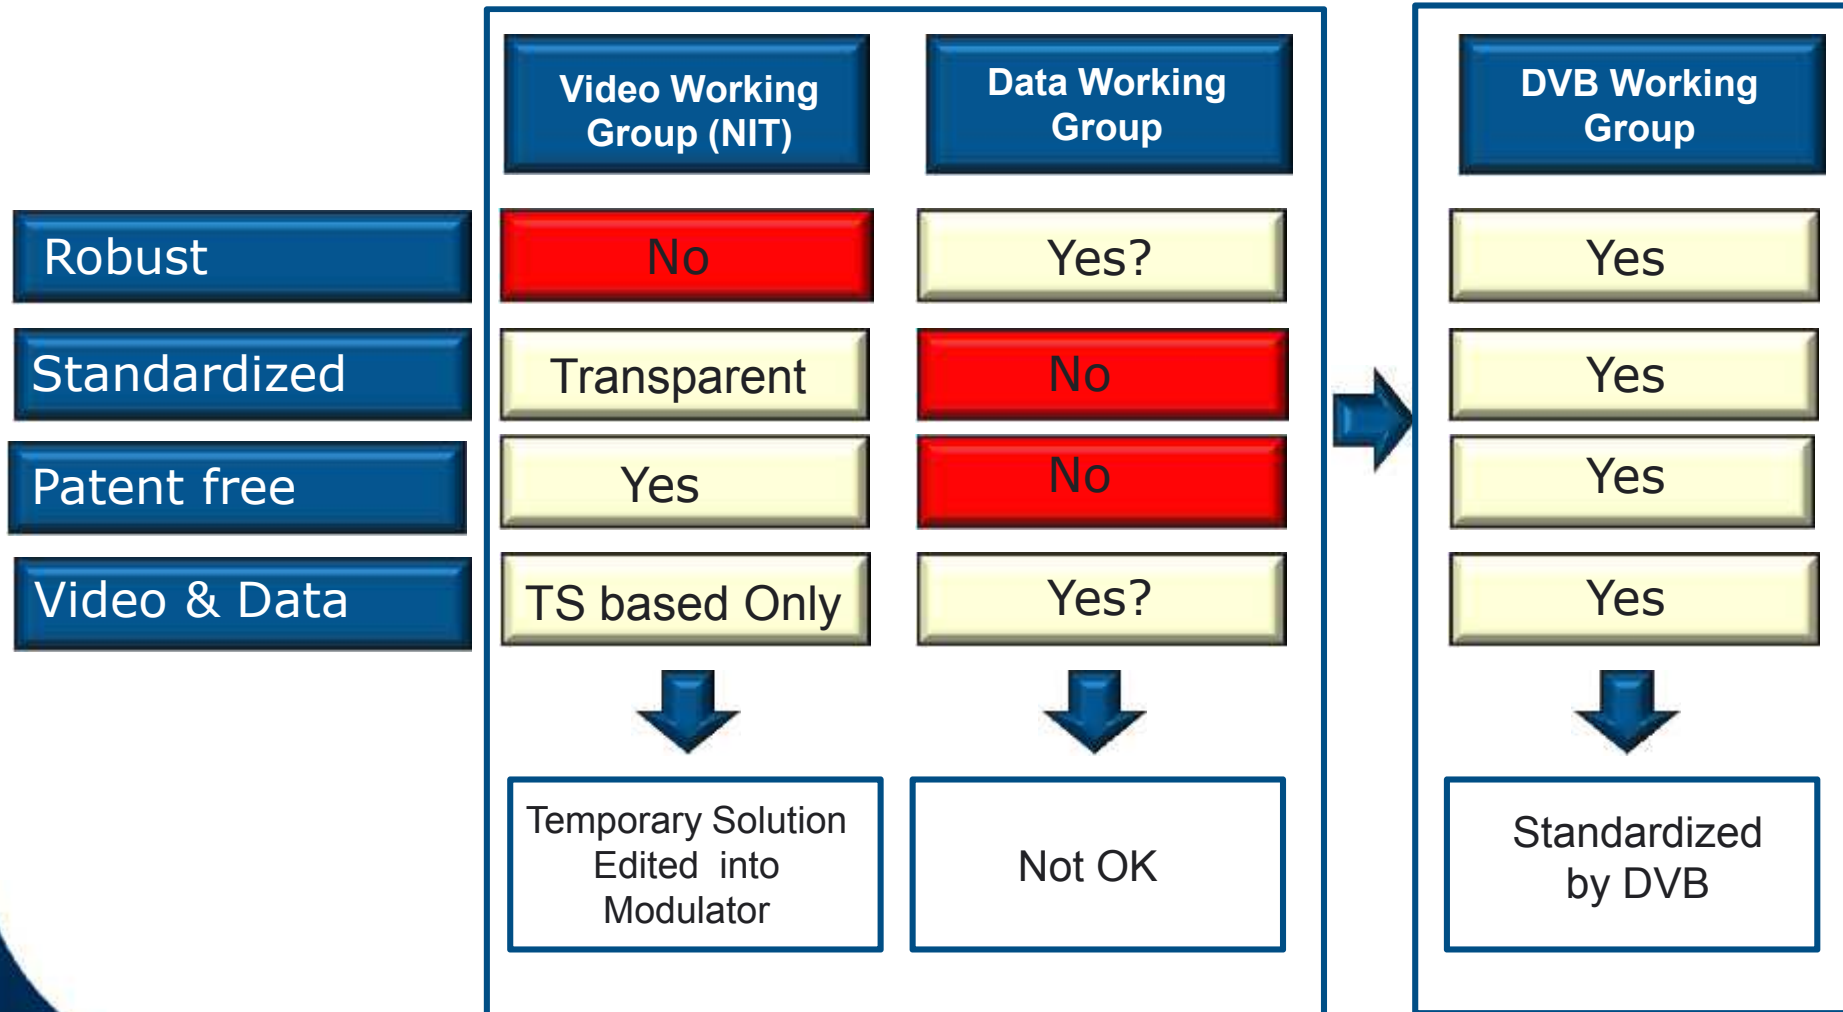 Video Working
Group (NIT)
Data Working
Group
DVB Working
Group
Robust
No
Yes?
Yes
Standardized
Transparent
No
Yes
Patent free
Yes
No
Yes
Video & Data
TS based Only
Yes?
Yes
Temporary Solution
Edited into
Modulator
Not OK
Standardized
by DVB